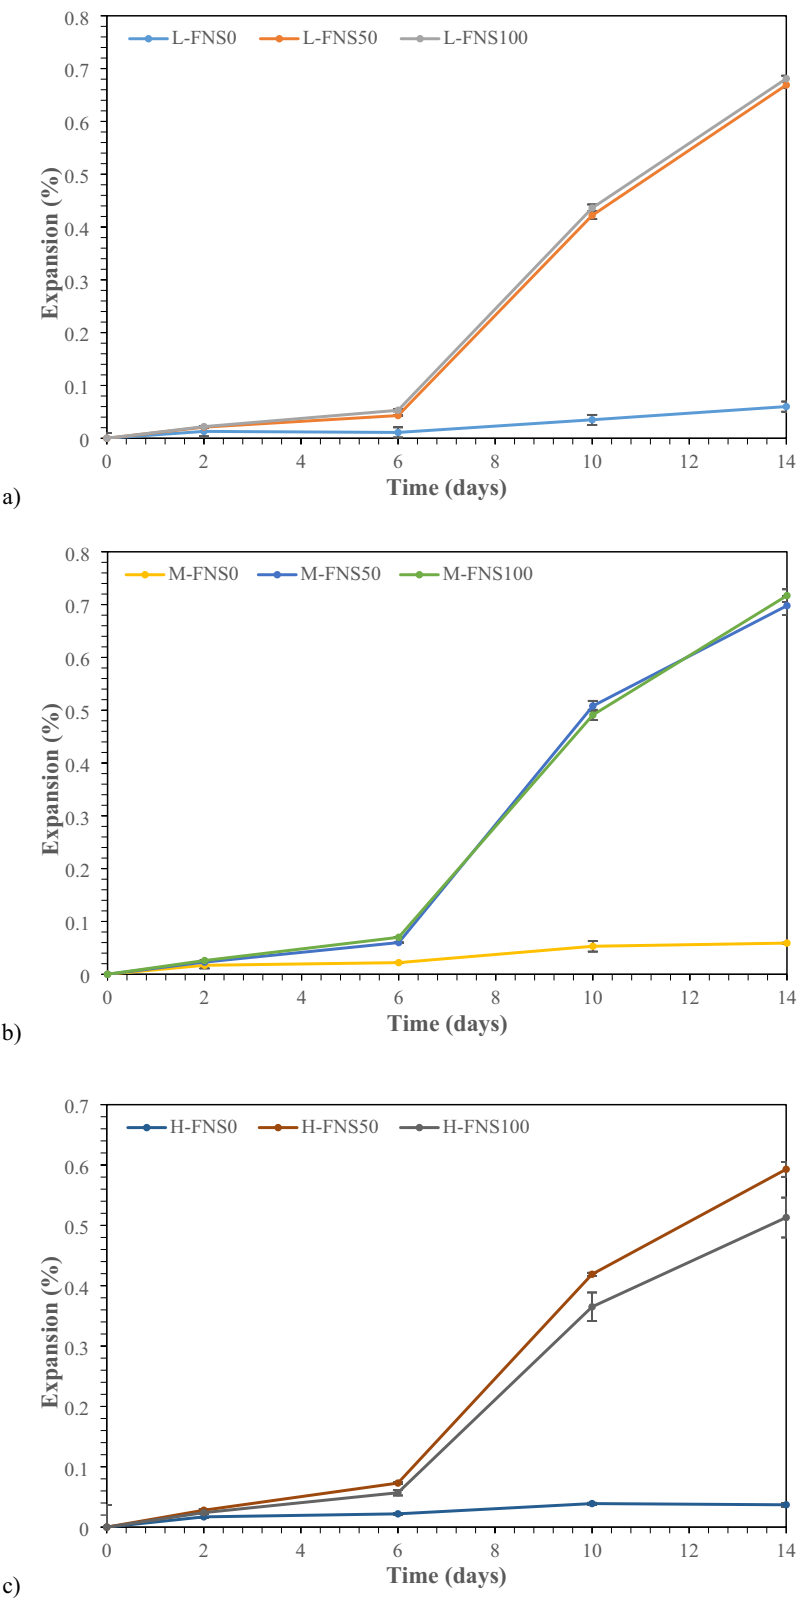 L-FNS0 L-FNS50 L-FNS100
0.8
0.7
0.6
0.5
0.4
0.3
0.2
0.1
0
Expansion (%)
0 2 4 6 8 10 12 14
Time (days)
a)
M-FNS0 M-FNS50 M-FNS100
0.8
0.7
0.6
0.5
0.4
0.3
0.2
0.1
0
Expansion (%)
0 2 4 6 8 10 12 14
Time (days)
b)
H-FNS0 H-FNS50 H-FNS100
0.7
0.6
0.5
0.4
0.3
0.2
0.1
0
Expansion (%)
0 2 4 6 8 10 12 14
Time (days)
c)